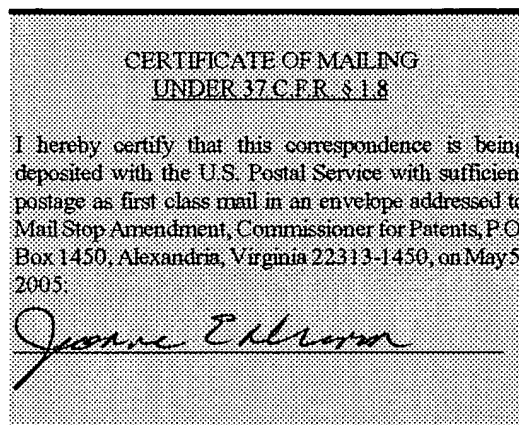 CERTIFICATE OF MAILING
UNDER 37 C.F.R. § 1.8
I hereby certify that this correspondence is being
deposited with the U.S. Postal Service with sufficien
postage as first class mail in an envelope addressed to
Mail Stop Amendment, Commissioner for Patents, P.O
Box 1450, Alexandria, Virginia 22313-1450, on May 5
2005: